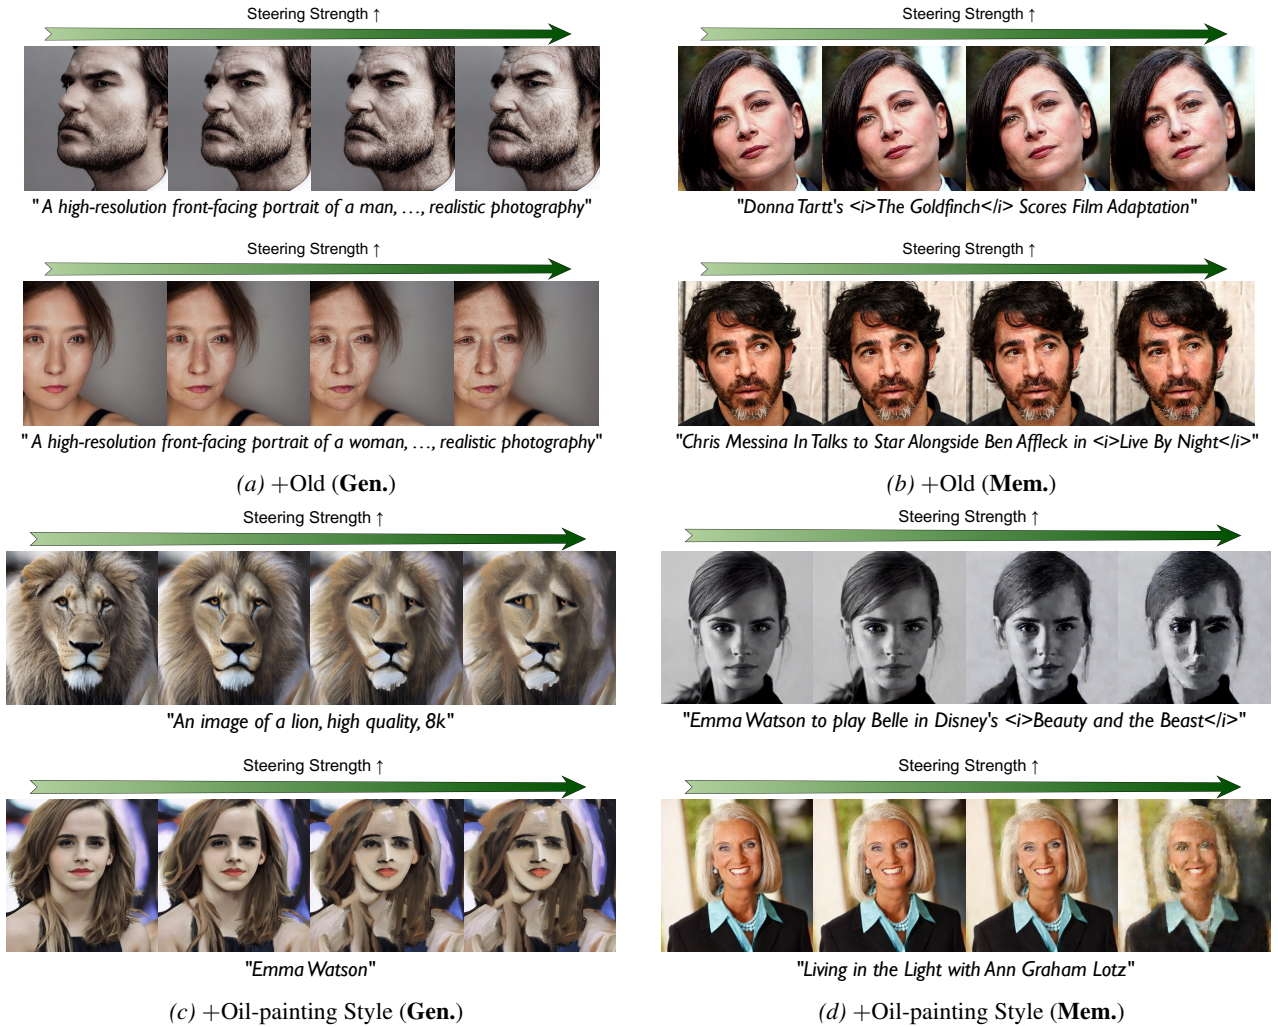 Steering Strength ↑
" A high-resolution front-facing portrait of a man, …, realistic photography"
Steering Strength ↑
" A high-resolution front-facing portrait of a woman, …, realistic photography"
(a) +Old (Gen.)
Steering Strength ↑
"Donna Tartt's <i>The Goldfinch</i> Scores Film Adaptation"
Steering Strength ↑
"Chris Messina In Talks to Star Alongside Ben Affleck in <i>Live By Night</i>"
(b) +Old (Mem.)
Steering Strength ↑
"An image of a lion, high quality, 8k"
Steering Strength ↑
"Emma Watson"
(c) +Oil-painting Style (Gen.)
Steering Strength ↑
"Emma Watson to play Belle in Disney's <i>Beauty and the Beast</i>"
Steering Strength ↑
"Living in the Light with Ann Graham Lotz"
(d) +Oil-painting Style (Mem.)